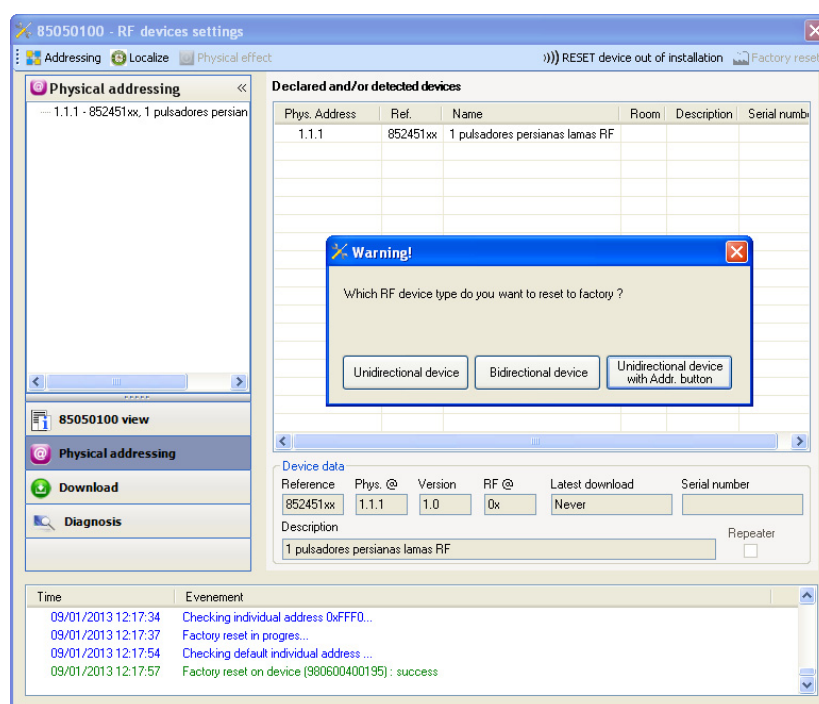 85050100 - RF devices settings
Addressing Localize Physical effect ))) RESET device out of installation Factory reset
Physical addressing «
1.1.1 - 852451xx, 1 pulsadores persian
Declared and/or detected devices
Phys. Address Ref. Name Room Description Serial numb
1.1.1 852451xx 1 pulsadores persianas lamas RF
Warning!
Which RF device type do you want to reset to factory ?
Unidirectional device
Bidirectional device
Unidirectional device
with Addr. button
85050100 view
Physical addressing
Download
Diagnosis
Device data
Reference Phys. @ Version RF @ Latest download Serial number
852451xx 1.1.1 1.0 0x Never
Description
Repeater
1 pulsadores persianas lamas RF
Time Evenement
09/01/2013 12:17:34 Checking individual address 0xFFF0...
09/01/2013 12:17:37 Factory reset in progres...
09/01/2013 12:17:54 Checking default individual address ...
09/01/2013 12:17:57 Factory reset on device (980600400195) : success